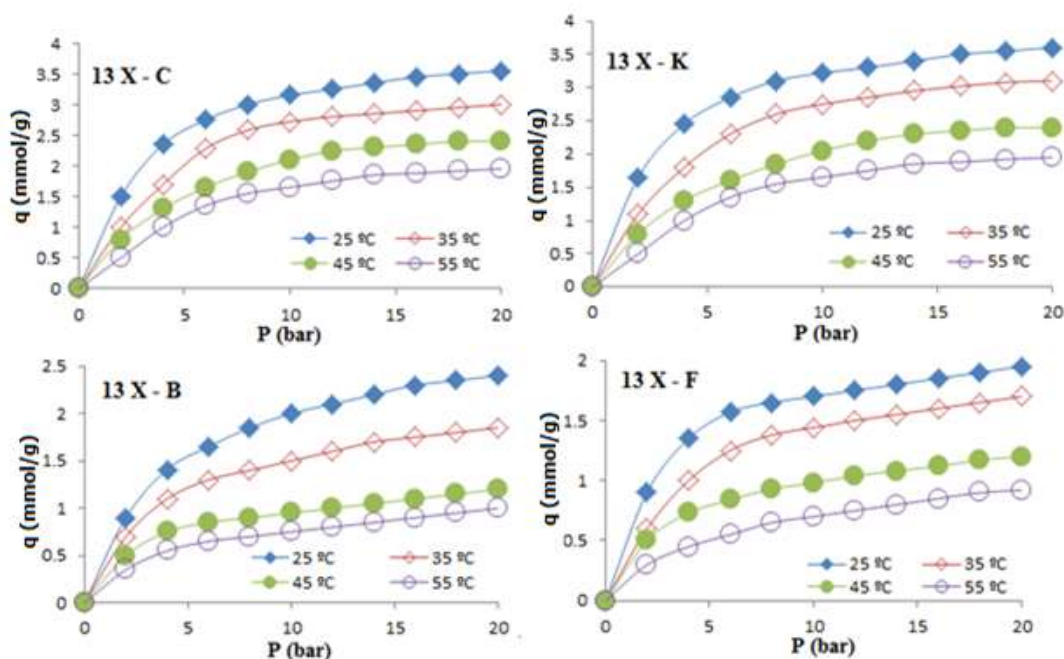 13 X - C
q (mmol/g)
4
3.5
3
2.5
2
1.5
1
0.5
0
25 ºC 35 ºC
45 ºC 55 ºC
0 5 10 15 20
P (bar)
13 X - K
q (mmol/g)
4
3.5
3
2.5
2
1.5
1
0.5
0
25 ºC 35 ºC
45 ºC 55 ºC
0 5 10 15 20
P (bar)
13 X - B
q (mmol/g)
2.5
2
1.5
1
0.5
0
25 ºC 35 ºC
45 ºC 55 ºC
0 5 10 15 20
P (bar)
13 X - F
q (mmol/g)
2
1.5
1
0.5
0
25 ºC 35 ºC
45 ºC 55 ºC
0 5 10 15 20
P (bar)